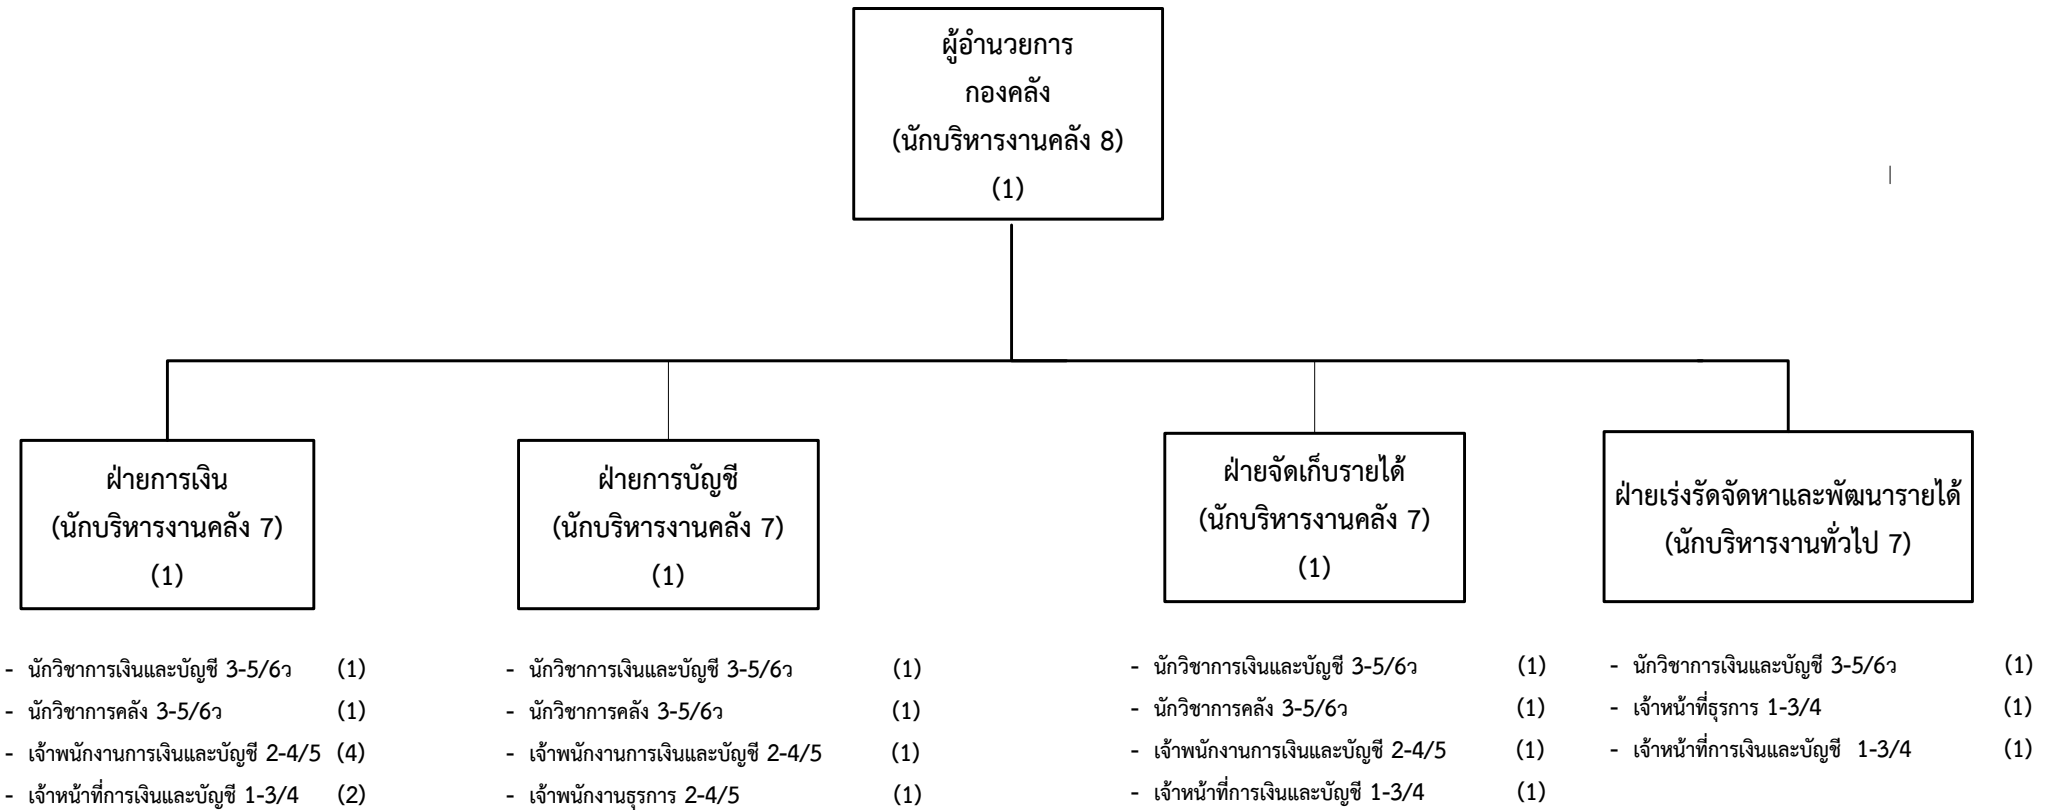 ผู้อำนวยการ
กองคลัง
(นักบริหารงานคลัง 8)
(1)
ฝ่ายการเงิน
(นักบริหารงานคลัง 7)
(1)
ฝ่ายการบัญชี
(นักบริหารงานคลัง 7)
(1)
ฝ่ายจัดเก็บรายได้
(นักบริหารงานคลัง 7)
(1)
ฝ่ายเร่งรัดจัดหาและพัฒนารายได้
(นักบริหารงานทั่วไป 7)
- นักวิชาการเงินและบัญชี 3-5/6ว (1)
- นักวิชาการคลัง 3-5/6ว (1)
- เจ้าพนักงานการเงินและบัญชี 2-4/5 (4)
- เจ้าหน้าที่การเงินและบัญชี 1-3/4 (2)
- นักวิชาการเงินและบัญชี 3-5/6ว (1)
- นักวิชาการคลัง 3-5/6ว (1)
- เจ้าพนักงานการเงินและบัญชี 2-4/5 (1)
- เจ้าพนักงานธุรการ 2-4/5 (1)
- นักวิชาการเงินและบัญชี 3-5/6ว (1)
- นักวิชาการคลัง 3-5/6ว (1)
- เจ้าพนักงานการเงินและบัญชี 2-4/5 (1)
- เจ้าหน้าที่การเงินและบัญชี 1-3/4 (1)
- นักวิชาการเงินและบัญชี 3-5/6ว (1)
- เจ้าหน้าที่ธุรการ 1-3/4 (1)
- เจ้าหน้าที่การเงินและบัญชี 1-3/4 (1)